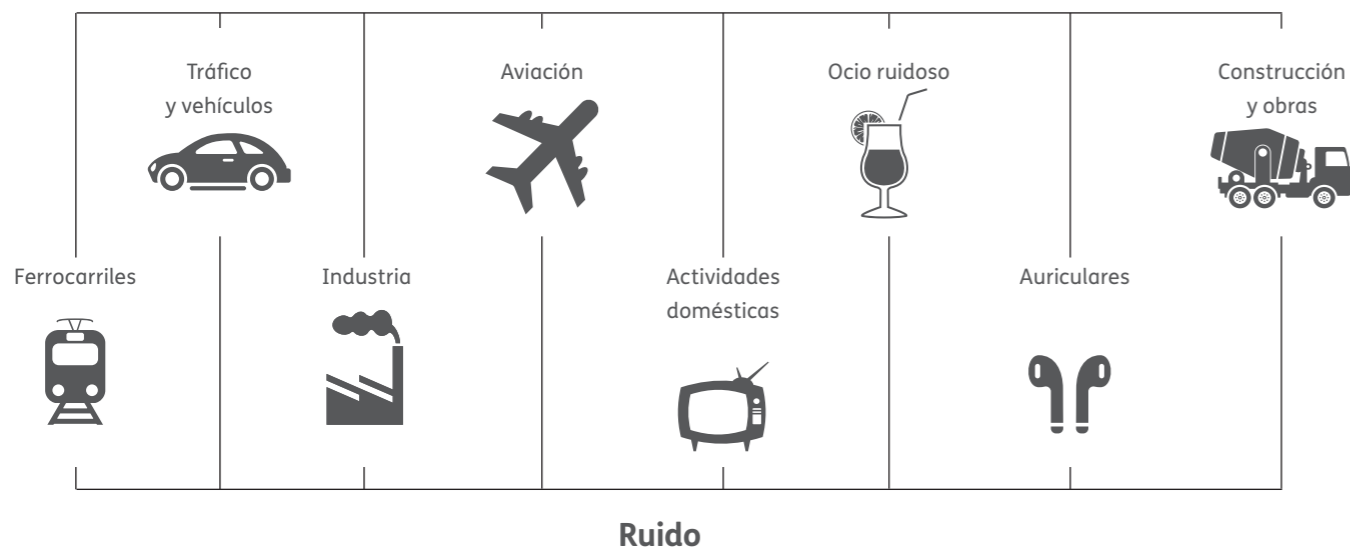 Tráfico
y vehículos
Aviación
Ocio ruidoso
Construcción
y obras
Ferrocarriles
Industria
Actividades
domésticas
Auriculares
Ruido